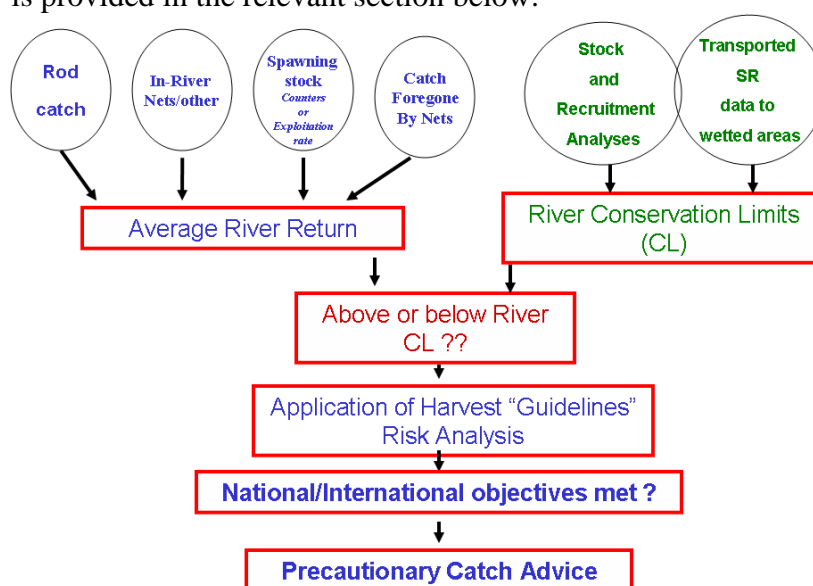 is provided in the relevant section below.
Rod
catch
In-River
Nets/other
Spawning
stock
Counters
or
Exploitation
rate
Catch
Foregone
By Nets
Stock
and
Recruitment
Analyses
Transported
SR
data to
wetted areas
Average River Return
River Conservation Limits
(CL)
Above or below River
CL ??
Application of Harvest “Guidelines”
Risk Analysis
National/International objectives met ?
Precautionary Catch Advice